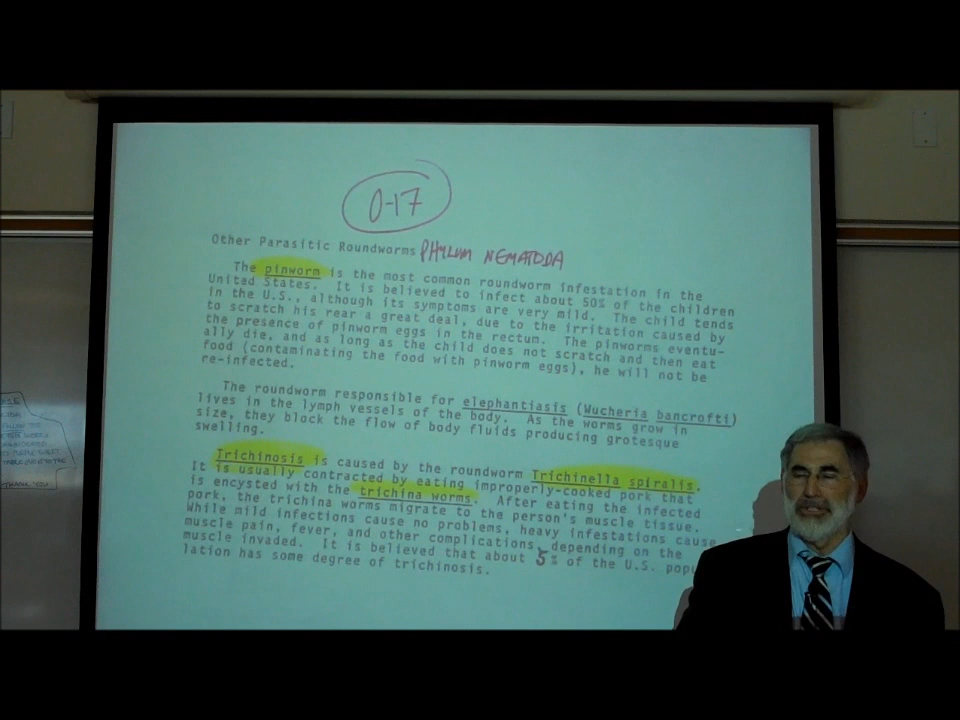 0-17
Other Parasitic Roundworms PHYLUM NEMATODA
The pinworm is the most common roundworm infestation in the
United States. It is believed to infect about 50% of the children
in the U.S., although its symptoms are very mild. The child tends
to scratch his rear a great deal, due to the irritation caused by
the presence of pinworm eggs in the rectum. The pinworms eventu-
ally die, and as long as the child does not scratch and then eat
food (contaminating the food with pinworm eggs), he will not be
re-infected.
The roundworm responsible for elephantiasis (Wucheria bancrofti)
lives in the lymph vessels of the body. As the worms grow in
size, they block the flow of body fluids producing grotesque
swelling.
Trichinosis is caused by the roundworm Trichinella spiralis.
It is usually contracted by eating improperly-cooked pork that
is encysted with the trichina worms. After eating the infected
pork, the trichina worms migrate to the person's muscle tissue.
While mild infections cause no problems, heavy infestations cause
muscle pain, fever, and other complications, depending on the
muscle invaded. It is believed that about 5% of the U.S. popu
lation has some degree of trichinosis.